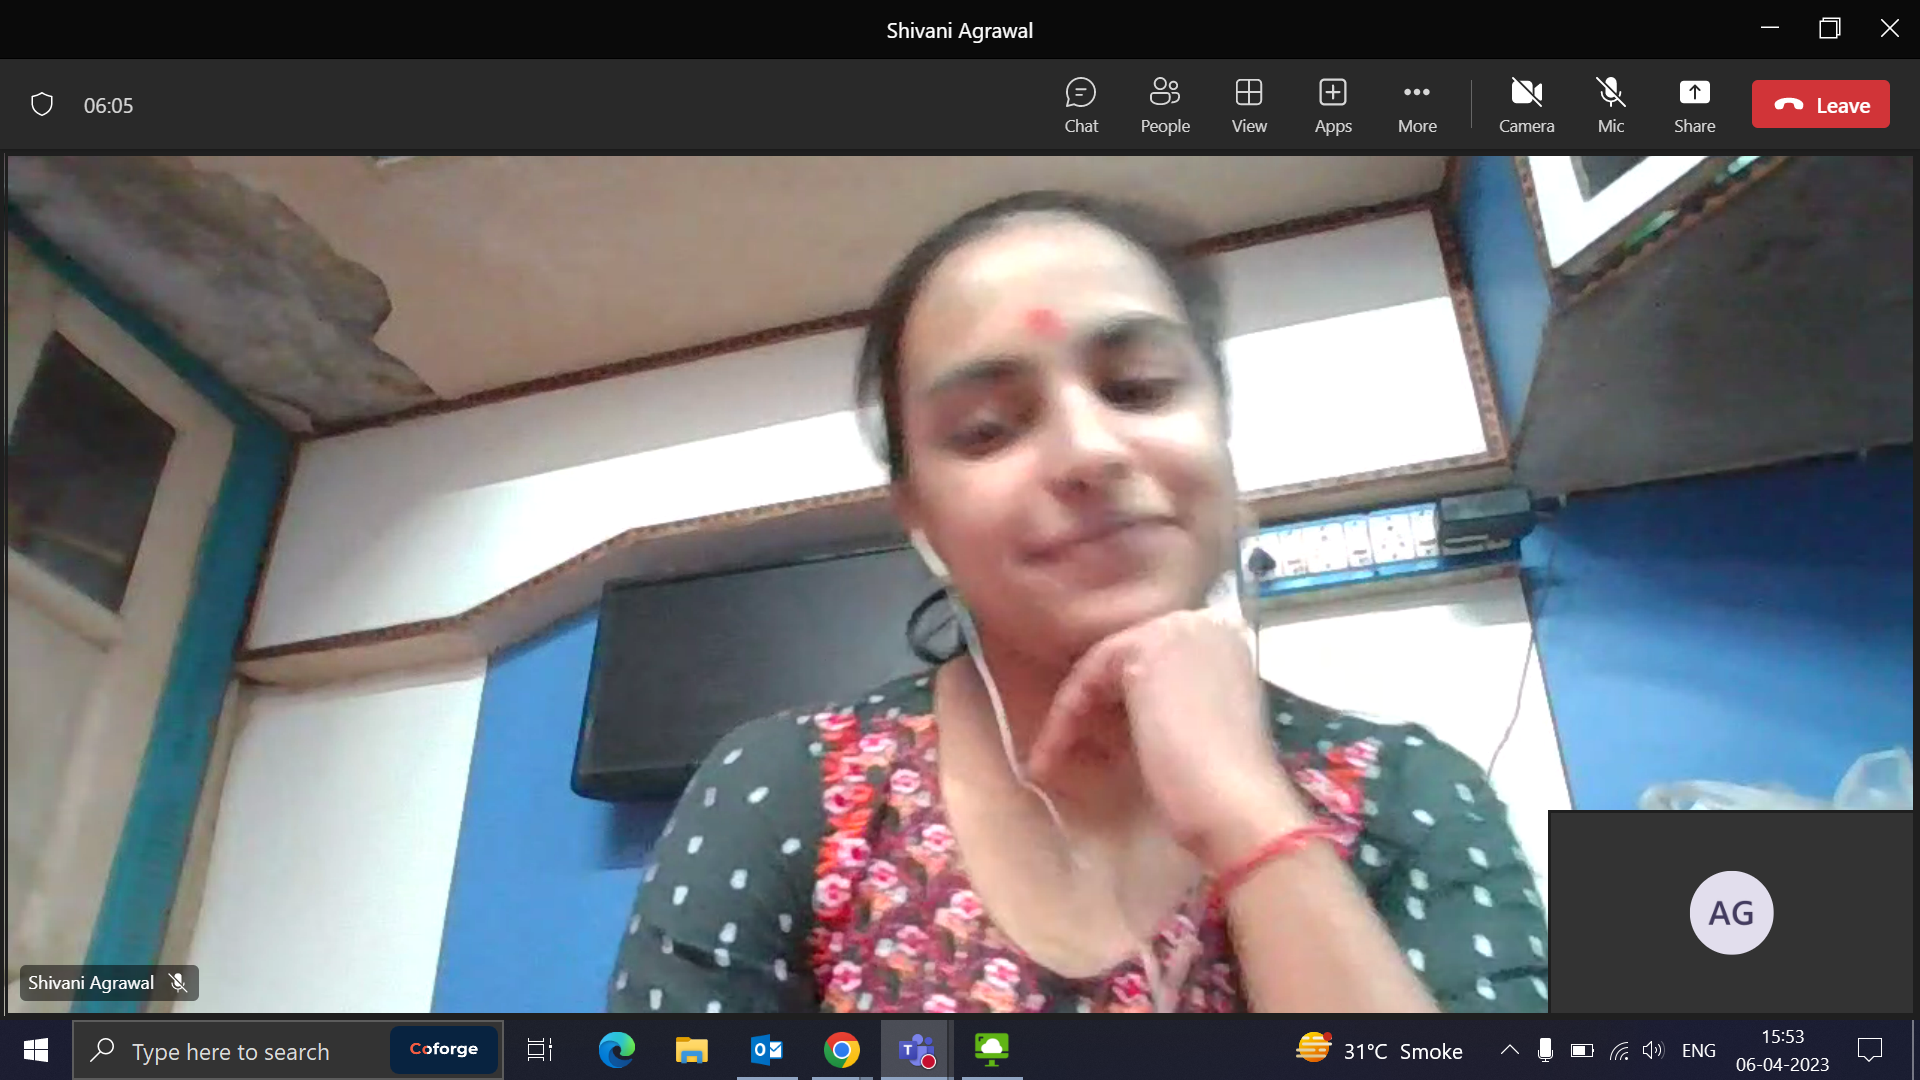 Shivani Agrawal
06:05
Chat
People
View
Apps
More
Camera
Mic
Share
Leave
Shivani Agrawal
AG
Type here to search
Coforge
31°C Smoke
ENG
15:53
06-04-2023